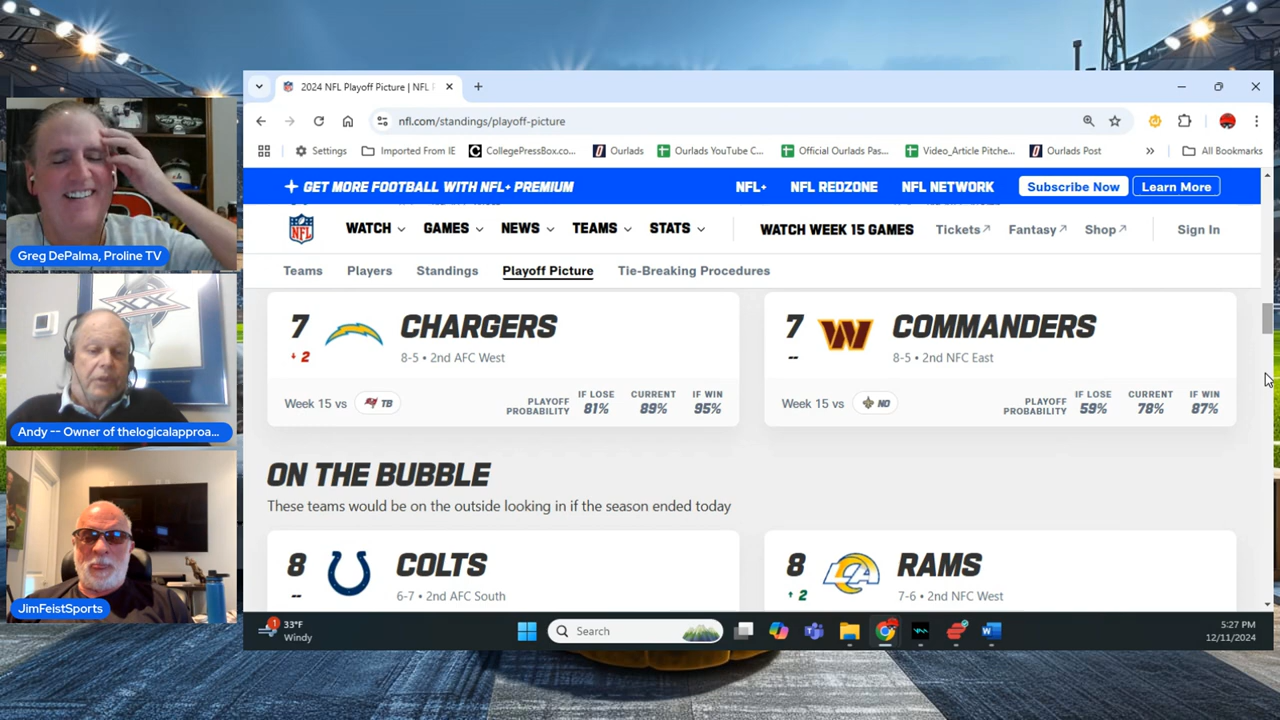 2024 NFL Playoff Picture | NFL
nfl.com/standings/playoff-picture
Settings
Imported From IE
CollegePressBox.co...
Ourlads
Ourlads YouTube C...
Official Ourlads Pas...
Video_Article Pitche...
Ourlads Post
»
All Bookmarks
GET MORE FOOTBALL WITH NFL+ PREMIUM
NFL+
NFL REDZONE
NFL NETWORK
Subscribe Now
Learn More
NFL
WATCH
GAMES
NEWS
TEAMS
STATS
WATCH WEEK 15 GAMES
Tickets
Fantasy
Shop
Sign In
Teams
Players
Standings
Playoff Picture
Tie-Breaking Procedures
7
2
CHARGERS
8-5 • 2nd AFC West
Week 15 vs
TB
PLAYOFF
PROBABILITY
IF LOSE
81%
CURRENT
89%
IF WIN
95%
7
--
W
COMMANDERS
8-5 • 2nd NFC East
Week 15 vs
NO
PLAYOFF
PROBABILITY
IF LOSE
59%
CURRENT
78%
IF WIN
87%
ON THE BUBBLE
These teams would be on the outside looking in if the season ended today
8
--
COLTS
6-7 • 2nd AFC South
8
2
RAMS
7-6 • 2nd NFC West
Greg DePalma, Proline TV
XX
Andy -- Owner of thelogicalapproa...
JimFeistSports
1
33°F
Windy
Search
5:27 PM
12/11/2024